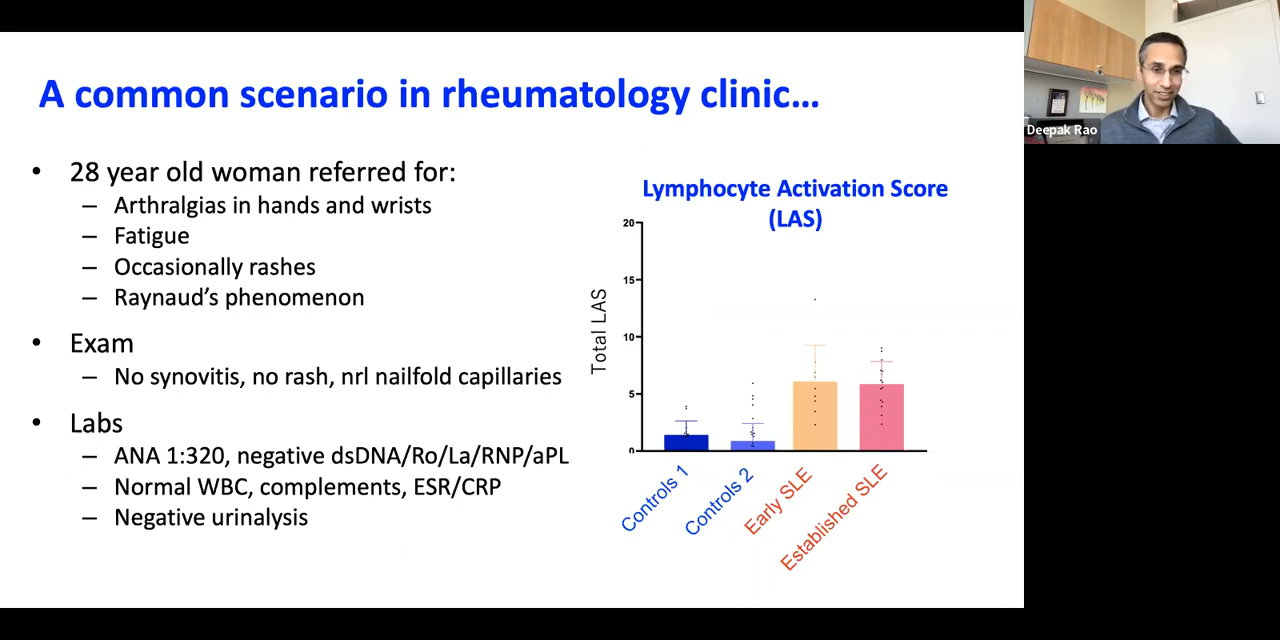 A common scenario in rheumatology clinic...
• 28 year old woman referred for:
– Arthralgias in hands and wrists
– Fatigue
– Occasionally rashes
– Raynaud's phenomenon
• Exam
– No synovitis, no rash, nrl nailfold capillaries
• Labs
– ANA 1:320, negative dsDNA/Ro/La/RNP/aPL
– Normal WBC, complements, ESR/CRP
– Negative urinalysis
Lymphocyte Activation Score
(LAS)
Total LAS
20
15
10
5
0
Controls 1
Controls 2
Early SLE
Established SLE
Deepak Rao